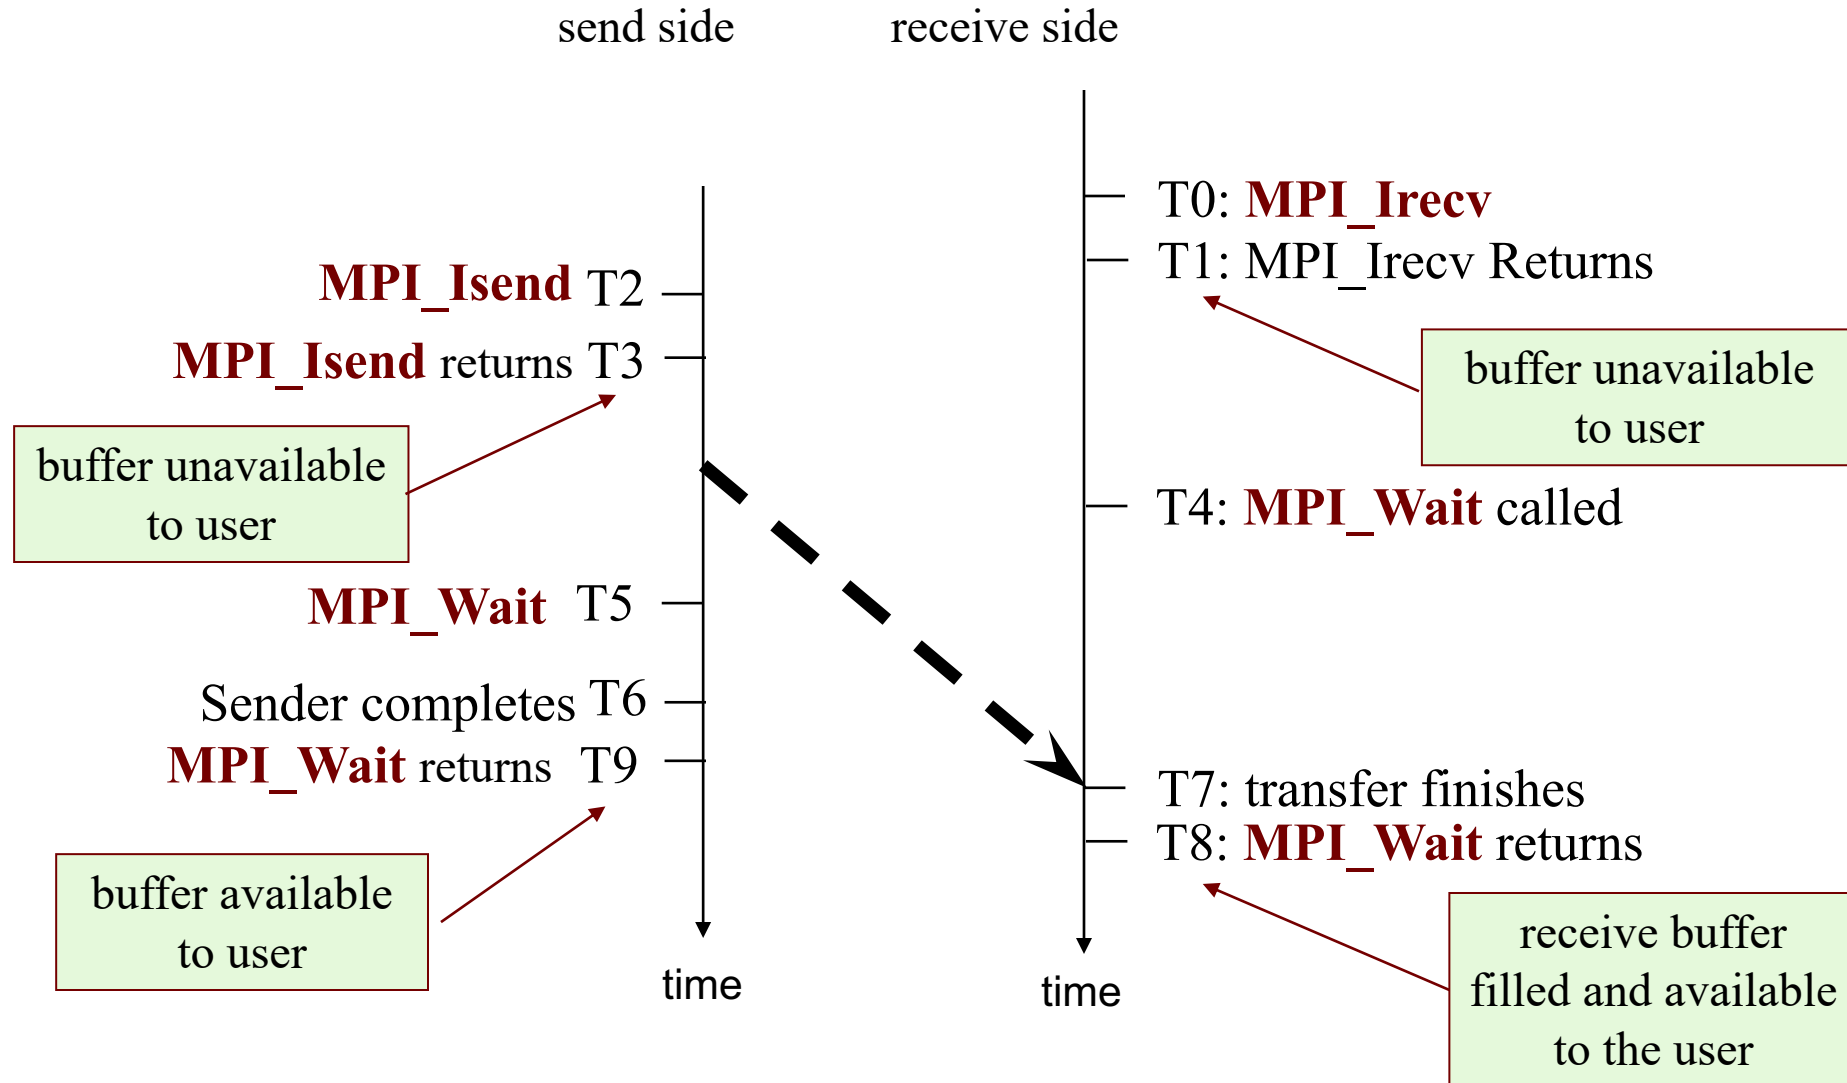 send side
receive side
T0: MPI_Irecv
T1: MPI_Irecv Returns
MPI_Isend T2
MPI_Isend returns T3
buffer unavailable
to user
buffer unavailable
to user
T4: MPI_Wait called
MPI_Wait T5
Sender completes T6
MPI_Wait returns T9
T7: transfer finishes
T8: MPI_Wait returns
buffer available
to user
receive buffer
filled and available
to the user
time
time